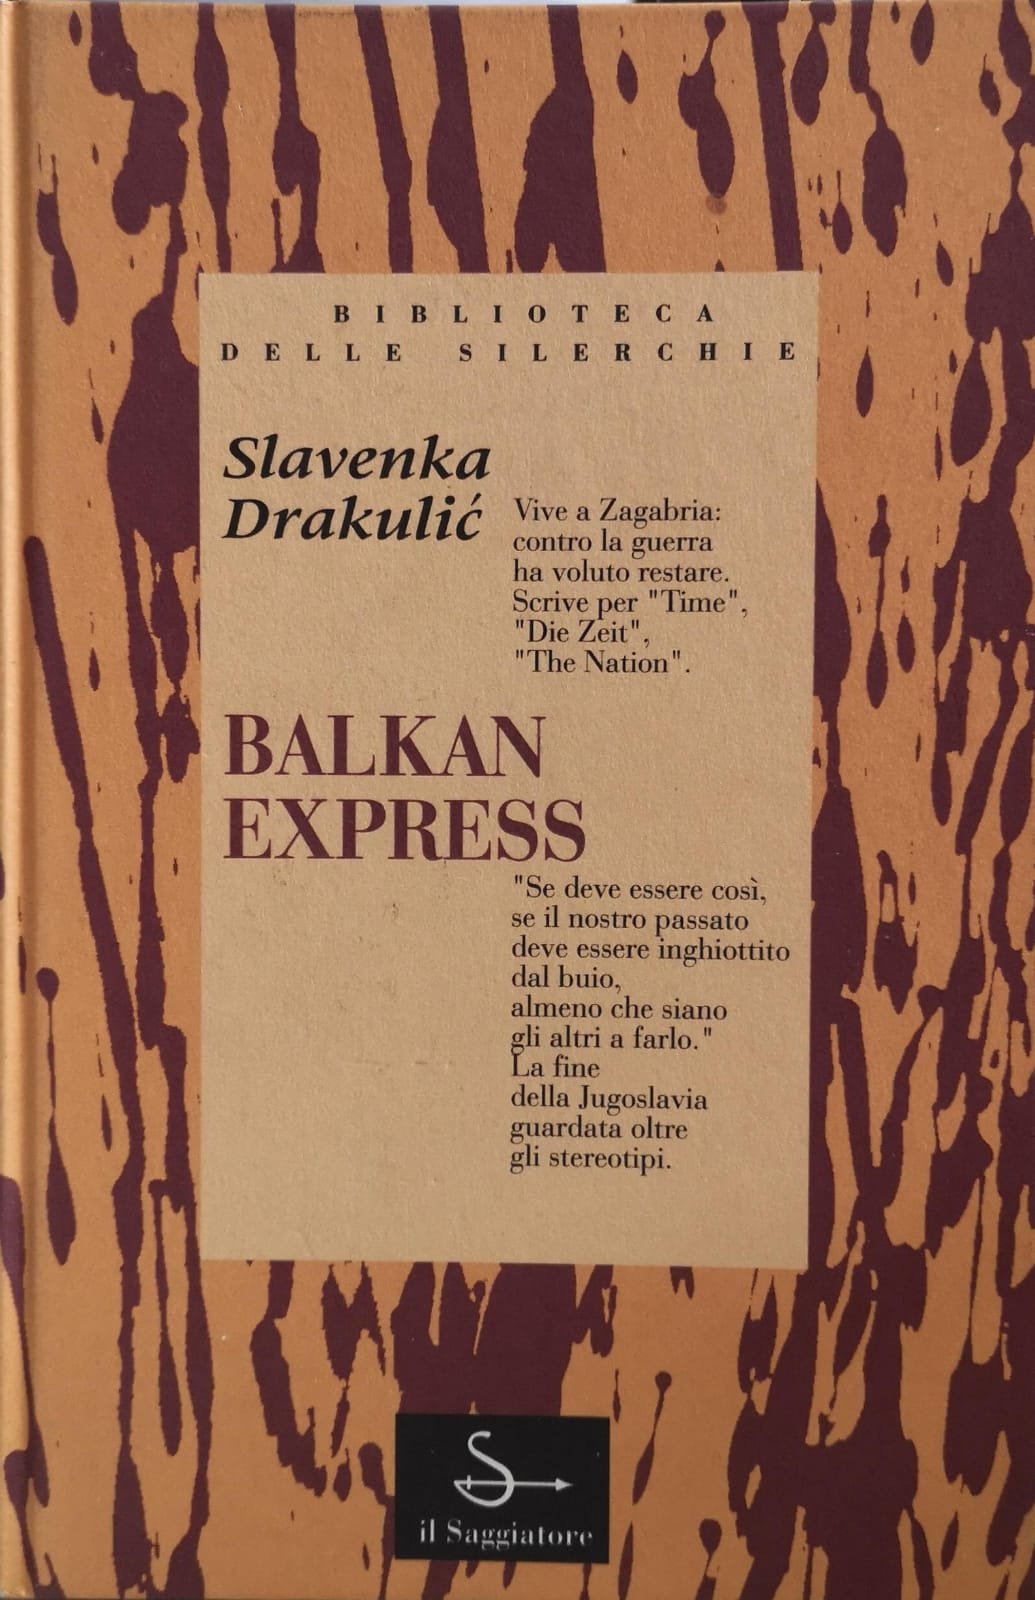 BIBLIOTECA
DELLE SILERCHIE
Slavenka
Drakulić
Vive a Zagabria:
contro la guerra
ha voluto restare.
Scrive per "Time",
"Die Zeit",
"The Nation".
BALKAN
EXPRESS
"Se deve essere così,
se il nostro passato
deve essere inghiottito
dal buio,
almeno che siano
gli altri a farlo."
La fine
della Jugoslavia
guardata oltre
gli stereotipi.
S
il Saggiatore